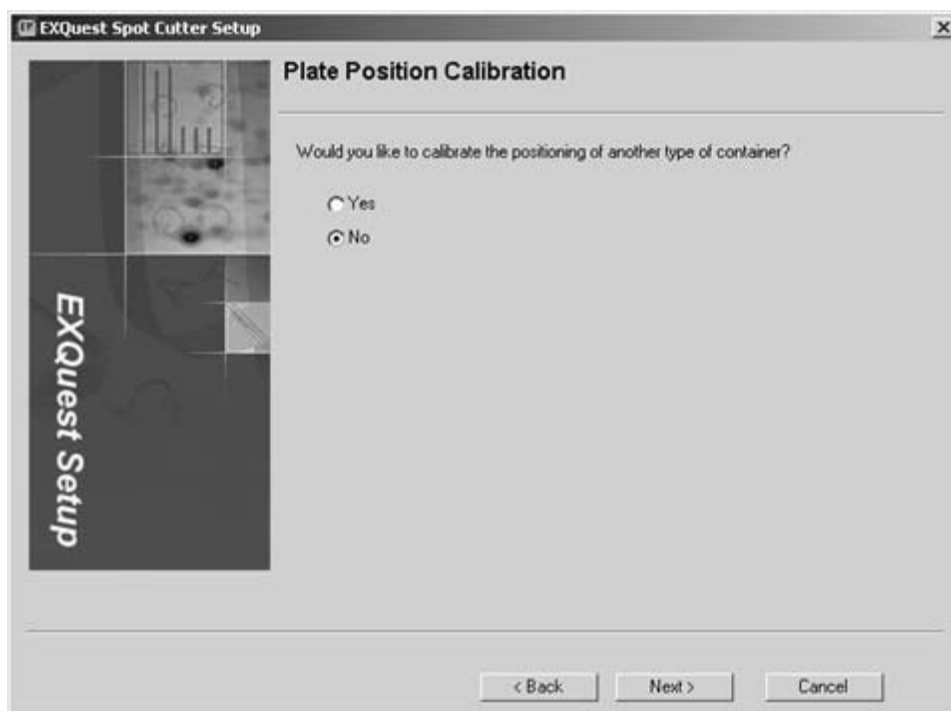 EXQuest Spot Cutter Setup
Plate Position Calibration
Would you like to calibrate the positioning of another type of container?
Yes
No
EXQuest Setup
< Back
Next >
Cancel